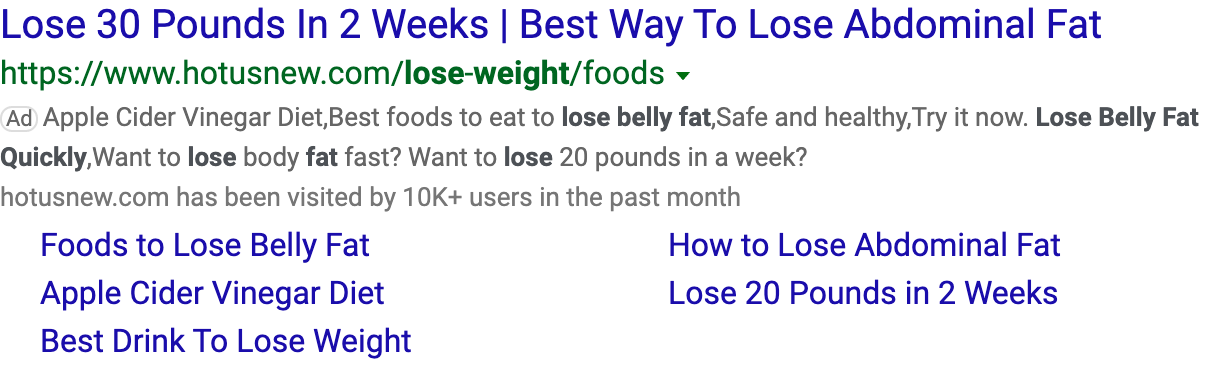 Lose 30 Pounds In 2 Weeks | Best Way To Lose Abdominal Fat
https://www.hotusnew.com/lose-weight/foods
Ad Apple Cider Vinegar Diet,Best foods to eat to lose belly fat,Safe and healthy,Try it now. Lose Belly Fat
Quickly,Want to lose body fat fast? Want to lose 20 pounds in a week?
hotusnew.com has been visited by 10K+ users in the past month
Foods to Lose Belly Fat
How to Lose Abdominal Fat
Apple Cider Vinegar Diet
Lose 20 Pounds in 2 Weeks
Best Drink To Lose Weight